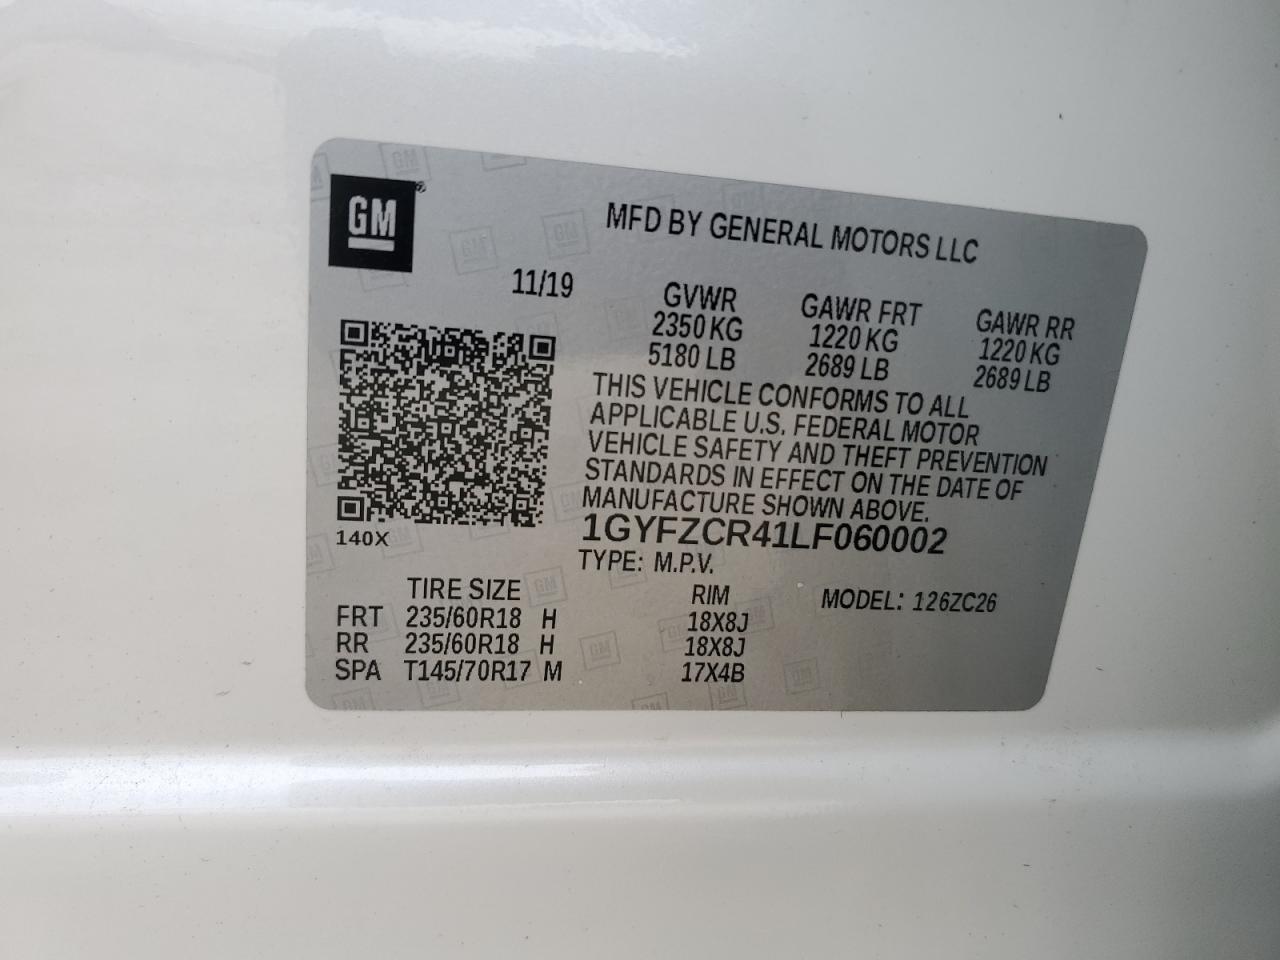 GM®
MFD BY GENERAL MOTORS LLC
11/19
GVWR GAWR FRT GAWR RR
2350 KG 1220 KG 1220 KG
5180 LB 2689 LB 2689 LB
THIS VEHICLE CONFORMS TO ALL
APPLICABLE U.S. FEDERAL MOTOR
VEHICLE SAFETY AND THEFT PREVENTION
STANDARDS IN EFFECT ON THE DATE OF
MANUFACTURE SHOWN ABOVE.
1GYFZCR41LF060002
140X
TYPE: M.P.V.
TIRE SIZE RIM MODEL: 126ZC26
FRT 235/60R18 H 18X8J
RR 235/60R18 H 18X8J
SPA T145/70R17 M 17X4B